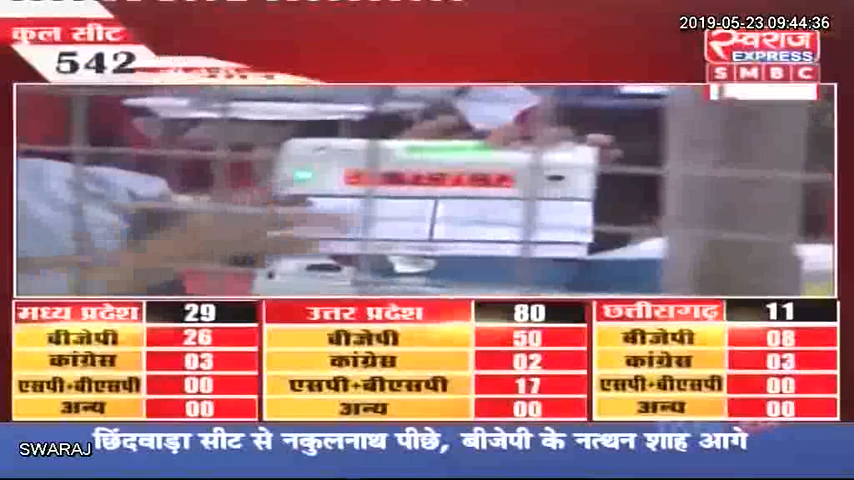 2019-05-23 09:44:36
कुल सीट
542
स्वराज
EXPRESS
SMBC
मध्य प्रदेश 29
बीजेपी 26
कांग्रेस 03
एसपी+बीएसपी 00
अन्य 00
उत्तर प्रदेश 80
बीजेपी 50
कांग्रेस 02
एसपी+बीएसपी 17
अन्य 00
छत्तीसगढ़ 11
बीजेपी 08
कांग्रेस 03
एसपी+बीएसपी 00
अन्य 00
SWARAJ
छिंदवाड़ा सीट से नकुलनाथ पीछे, बीजेपी के नत्थन शाह आगे